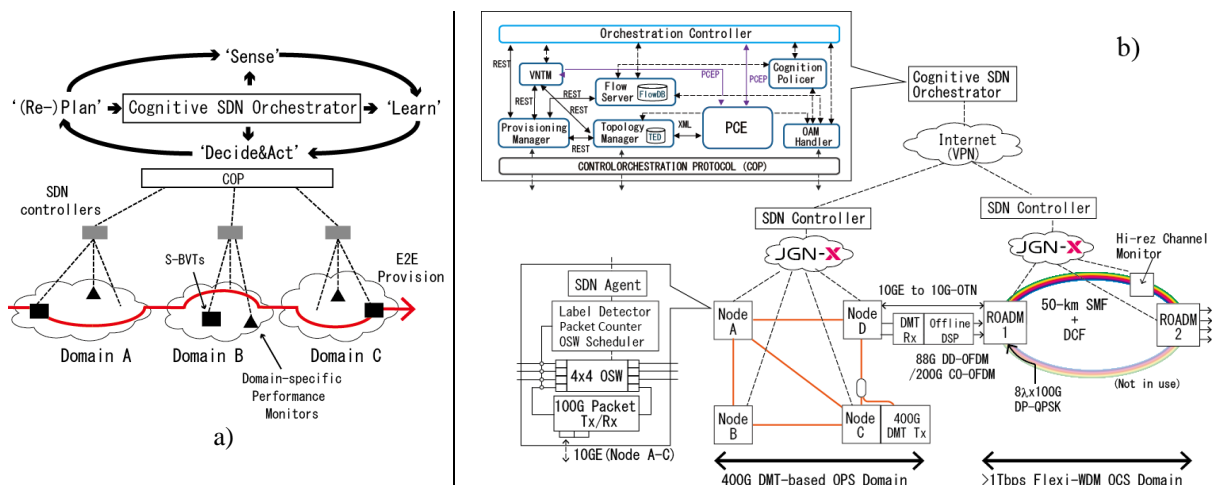 'Sense'
'(Re-)Plan'
Cognitive SDN Orchestrator
'Learn'
'Decide&Act'
COP
SDN
controllers
S-BVTs
E2E
Provision
Domain A
Domain B
Domain C
Domain-specific
Performance
Monitors
a)
b)
Orchestration Controller
REST
VNTM
PCEP
PCEP
Cognition
Policer
REST
Flow
Server
FlowDB
REST
REST
REST
Provisioning
Manager
REST
Topology
Manager
TED
XML
PCE
OAM
Handler
CONTROLORCHESTRATION PROTOCOL (COP)
Cognitive SDN
Orchestrator
Internet
(VPN)
SDN Controller
SDN Controller
JGN-X
JGN-X
Hi-rez Channel
Monitor
SDN Agent
Label Detector
Packet Counter
OSW Scheduler
4x4 OSW
100G Packet
Tx/Rx
10GE(Node A-C)
Node
A
Node
D
Node
B
Node
C
400G
DMT Tx
10GE to 10G-OTN
DMT
Rx
Offline
DSP
88G DD-OFDM
/200G CO-OFDM
ROADM
1
50-km SMF
+
DCF
ROADM
2
8λx100G
DP-QPSK
(Not in use)
400G DMT-based OPS Domain
>1Tbps Flexi-WDM OCS Domain